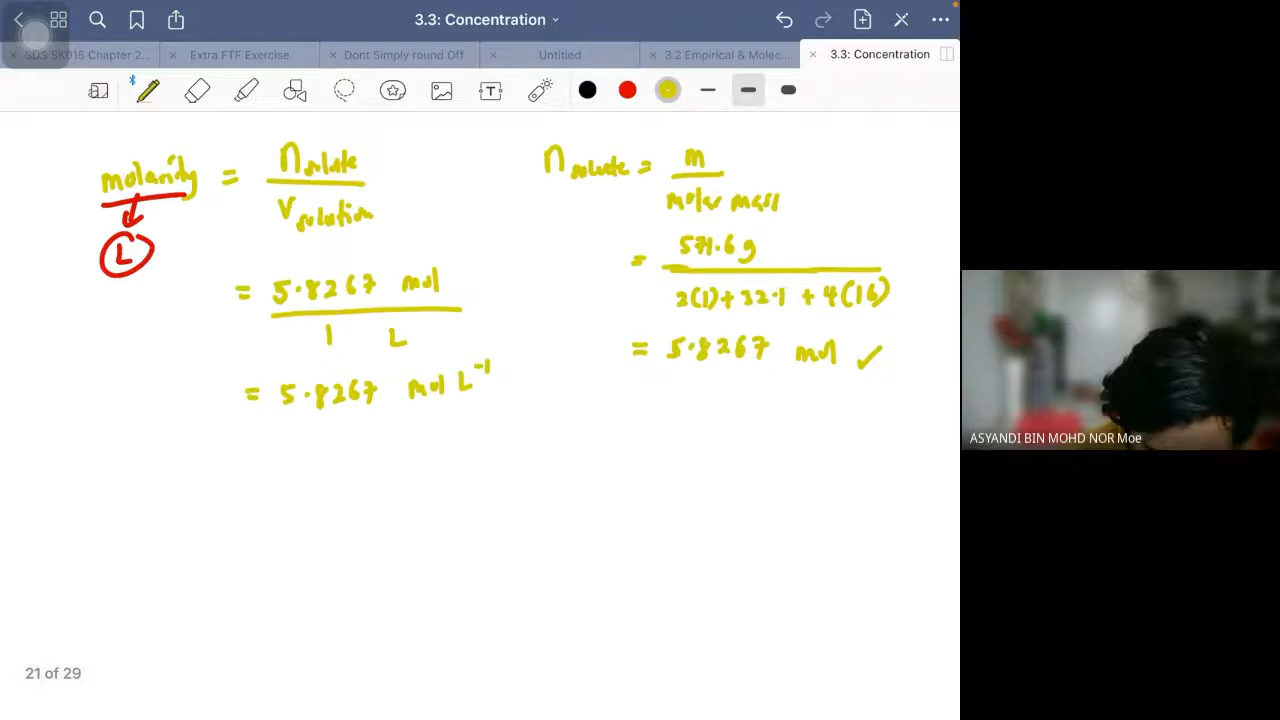 3.3: Concentration
SDS SK015 Chapter 2...
Extra FTF Exercise
Dont Simply round Off
Untitled
3.2 Empirical & Molec...
3.3: Concentration
molarity = n solute / V solution
L
= 5.8267 mol / 1 L
= 5.8267 mol L⁻¹
n solute = m / molar mass
= 571.6 g / 2(1)+32.1 + 4(16)
= 5.8267 mol ✓
ASYANDI BIN MOHD NOR Moe
21 of 29